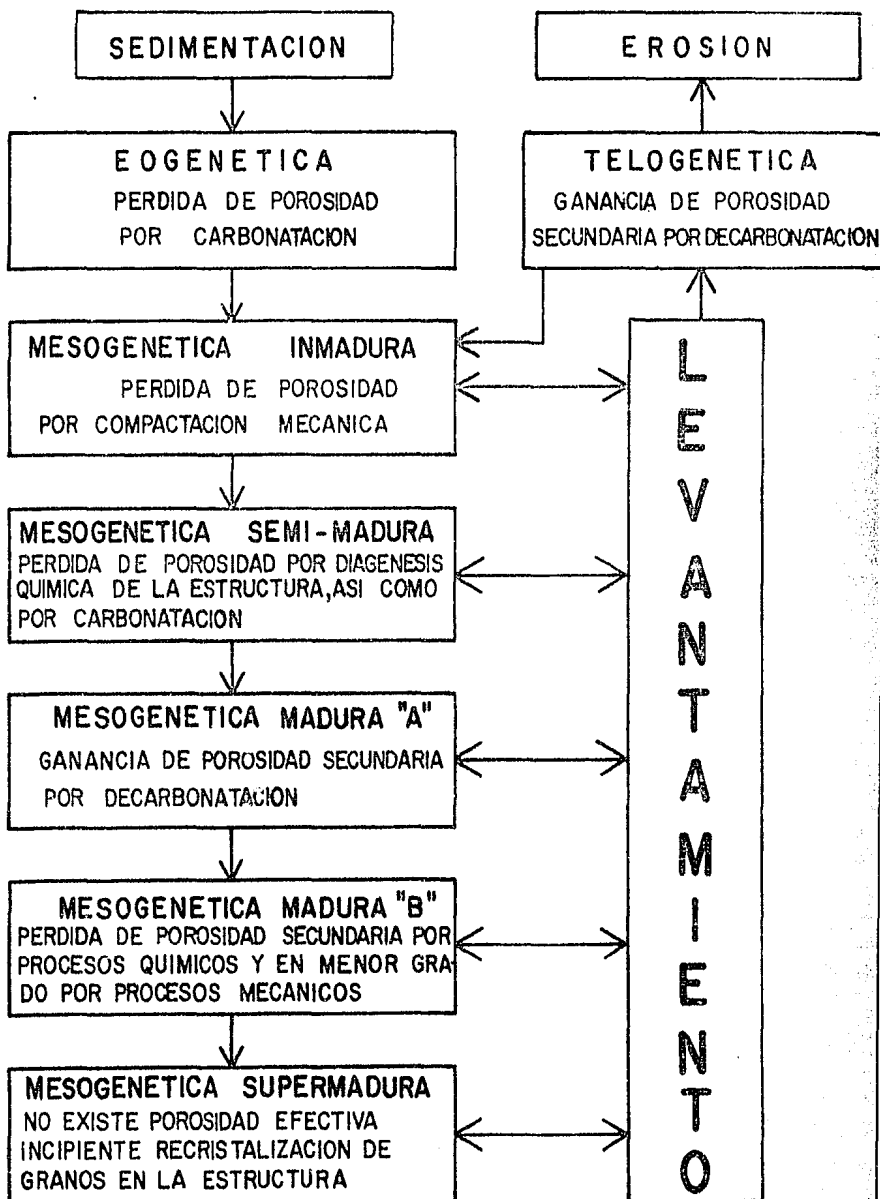 SEDIMENTACION
EROSION
EOGENETICA
PERDIDA DE POROSIDAD
POR CARBONATACION
TELOGENETICA
GANANCIA DE POROSIDAD
SECUNDARIA POR DECARBONATACION
MESOGENETICA INMADURA
PERDIDA DE POROSIDAD
POR COMPACTACION MECANICA
MESOGENETICA SEMI-MADURA
PERDIDA DE POROSIDAD POR DIAGENESIS
QUIMICA DE LA ESTRUCTURA, ASI COMO
POR CARBONATACION
MESOGENETICA MADURA "A"
GANANCIA DE POROSIDAD SECUNDARIA
POR DECARBONATACION
MESOGENETICA MADURA "B"
PERDIDA DE POROSIDAD SECUNDARIA POR
PROCESOS QUIMICOS Y EN MENOR GRA-
DO POR PROCESOS MECANICOS
MESOGENETICA SUPERMADURA
NO EXISTE POROSIDAD EFECTIVA
INCIPIENTE RECRISTALIZACION DE
GRANOS EN LA ESTRUCTURA
LEVANTAMIENTO